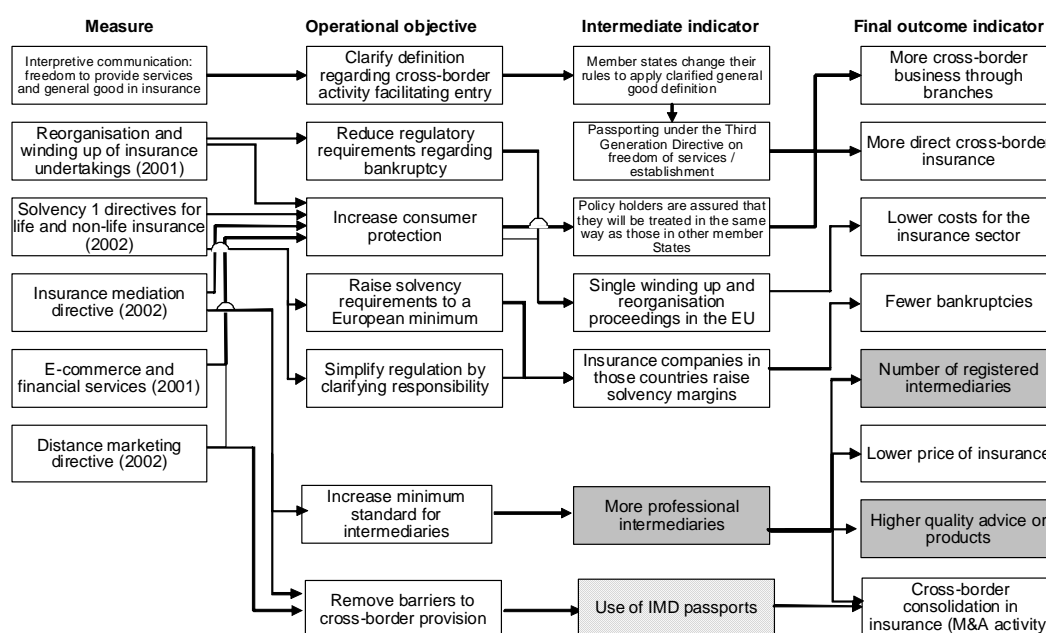 Measure
Operational objective
Intermediate indicator
Final outcome indicator
Interpretive communication:
freedom to provide services
and general good in insurance
Clarify definition
regarding cross-border
activity facilitating entry
Member states change their
rules to apply clarified general
good definition
More cross-border
business through
branches
Reorganisation and
winding up of insurance
undertakings (2001)
Reduce regulatory
requirements regarding
bankruptcy
Passporting under the Third
Generation Directive on
freedom of services /
establishment
More direct cross-border
insurance
Solvency 1 directives for
life and non-life insurance
(2002)
Increase consumer
protection
Policy holders are assured that
they will be treated in the same
way as those in other member
States
Lower costs for the
insurance sector
Insurance mediation
directive (2002)
Raise solvency
requirements to a
European minimum
Single winding up and
reorganisation
proceedings in the EU
Fewer bankruptcies
E-commerce and
financial services (2001)
Simplify regulation by
clarifying responsibility
Insurance companies in
those countries raise
solvency margins
Number of registered
intermediaries
Distance marketing
directive (2002)
Lower price of insurance
Increase minimum
standard for
intermediaries
More professional
intermediaries
Higher quality advice on
products
Remove barriers to
cross-border provision
Use of IMD passports
Cross-border
consolidation in
insurance (M&A activity